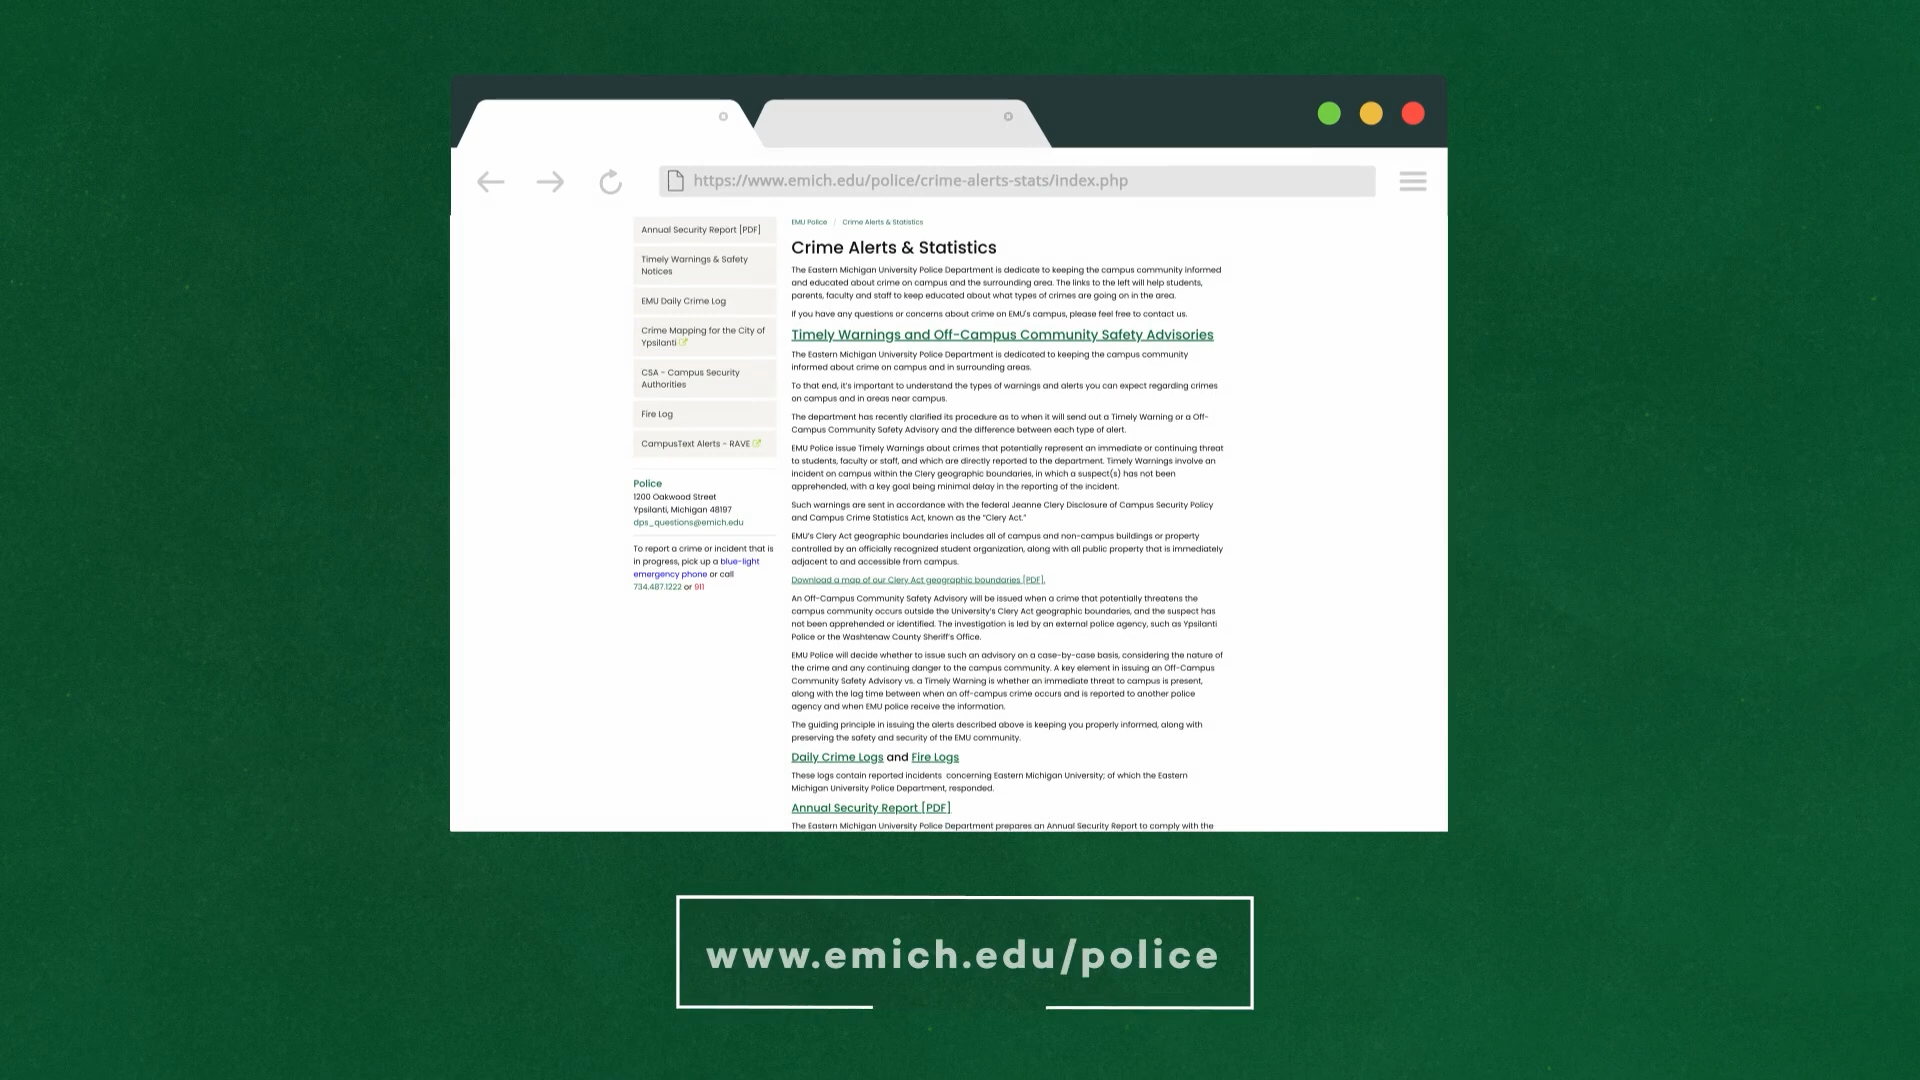 https://www.emich.edu/police/crime-alerts-stats/index.php
Annual Security Report [PDF]
Timely Warnings & Safety
Notices
EMU Daily Crime Log
Crime Mapping for the City of
Ypsilanti
CSA - Campus Security
Authorities
Fire Log
CampusText Alerts - RAVE
Police
1200 Oakwood Street
Ypsilanti, Michigan 48197
dps_questions@emich.edu
To report a crime or incident that is
in progress, pick up a blue-light
emergency phone or call
734.487.1222 or 911
EMU Police / Crime Alerts & Statistics
Crime Alerts & Statistics
The Eastern Michigan University Police Department is dedicate to keeping the campus community informed
and educated about crime on campus and the surrounding area. The links to the left will help students,
parents, faculty and staff to keep educated about what types of crimes are going on in the area.
If you have any questions or concerns about crime on EMU's campus, please feel free to contact us.
Timely Warnings and Off-Campus Community Safety Advisories
The Eastern Michigan University Police Department is dedicated to keeping the campus community
informed about crime on campus and in surrounding areas.
To that end, it's important to understand the types of warnings and alerts you can expect regarding crimes
on campus and in areas near campus.
The department has recently clarified its procedure as to when it will send out a Timely Warning or a Off-
Campus Community Safety Advisory and the difference between each type of alert.
EMU Police issue Timely Warnings about crimes that potentially represent an immediate or continuing threat
to students, faculty or staff, and which are directly reported to the department. Timely Warnings involve an
incident on campus within the Clery geographic boundaries, in which a suspect(s) has not been
apprehended, with a key goal being minimal delay in the reporting of the incident.
Such warnings are sent in accordance with the federal Jeanne Clery Disclosure of Campus Security Policy
and Campus Crime Statistics Act, known as the "Clery Act."
EMU's Clery Act geographic boundaries includes all of campus and non-campus buildings or property
controlled by an officially recognized student organization, along with all public property that is immediately
adjacent to and accessible from campus.
Download a map of our Clery Act geographic boundaries [PDF].
An Off-Campus Community Safety Advisory will be issued when a crime that potentially threatens the
campus community occurs outside the University's Clery Act geographic boundaries, and the suspect has
not been apprehended or identified. The investigation is led by an external police agency, such as Ypsilanti
Police or the Washtenaw County Sheriff's Office.
EMU Police will decide whether to issue such an advisory on a case-by-case basis, considering the nature of
the crime and any continuing danger to the campus community. A key element in issuing an Off-Campus
Community Safety Advisory vs. a Timely Warning is whether an immediate threat to campus is present,
along with the lag time between when an off-campus crime occurs and is reported to another police
agency and when EMU police receive the information.
The guiding principle in issuing the alerts described above is keeping you properly informed, along with
preserving the safety and security of the EMU community.
Daily Crime Logs and Fire Logs
These logs contain reported incidents concerning Eastern Michigan University; of which the Eastern
Michigan University Police Department, responded.
Annual Security Report [PDF]
The Eastern Michigan University Police Department prepares an Annual Security Report to comply with the
www.emich.edu/police